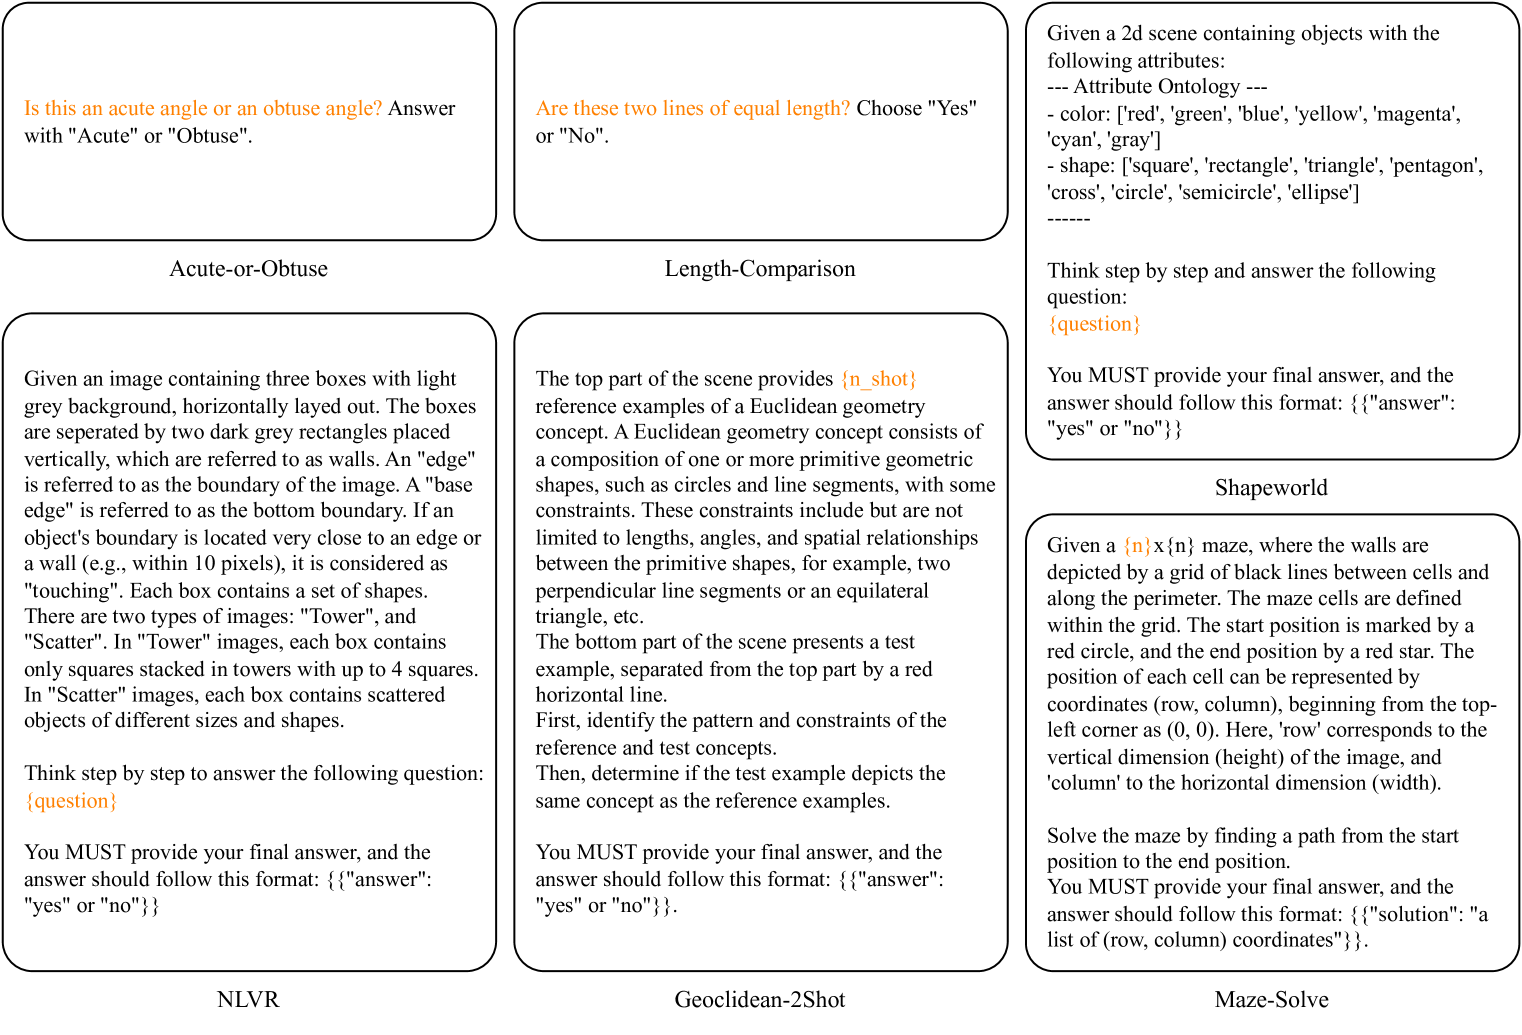 Is this an acute angle or an obtuse angle? Answer
with "Acute" or "Obtuse".
Acute-or-Obtuse
Are these two lines of equal length? Choose "Yes"
or "No".
Length-Comparison
Given a 2d scene containing objects with the
following attributes:
--- Attribute Ontology ---
- color: ['red', 'green', 'blue', 'yellow', 'magenta',
'cyan', 'gray']
- shape: ['square', 'rectangle', 'triangle', 'pentagon',
'cross', 'circle', 'semicircle', 'ellipse']
------
Think step by step and answer the following
question:
{question}
You MUST provide your final answer, and the
answer should follow this format: {{"answer":
"yes" or "no"}}
Shapeworld
Given an image containing three boxes with light
grey background, horizontally layed out. The boxes
are seperated by two dark grey rectangles placed
vertically, which are referred to as walls. An "edge"
is referred to as the boundary of the image. A "base
edge" is referred to as the bottom boundary. If an
object's boundary is located very close to an edge or
a wall (e.g., within 10 pixels), it is considered as
"touching". Each box contains a set of shapes.
There are two types of images: "Tower", and
"Scatter". In "Tower" images, each box contains
only squares stacked in towers with up to 4 squares.
In "Scatter" images, each box contains scattered
objects of different sizes and shapes.
Think step by step to answer the following question:
{question}
You MUST provide your final answer, and the
answer should follow this format: {{"answer":
"yes" or "no"}}
NLVR
The top part of the scene provides {n_shot}
reference examples of a Euclidean geometry
concept. A Euclidean geometry concept consists of
a composition of one or more primitive geometric
shapes, such as circles and line segments, with some
constraints. These constraints include but are not
limited to lengths, angles, and spatial relationships
between the primitive shapes, for example, two
perpendicular line segments or an equilateral
triangle, etc.
The bottom part of the scene presents a test
example, separated from the top part by a red
horizontal line.
First, identify the pattern and constraints of the
reference and test concepts.
Then, determine if the test example depicts the
same concept as the reference examples.
You MUST provide your final answer, and the
answer should follow this format: {{"answer":
"yes" or "no"}}.
Geoclidean-2Shot
Given a {n}x{n} maze, where the walls are
depicted by a grid of black lines between cells and
along the perimeter. The maze cells are defined
within the grid. The start position is marked by a
red circle, and the end position by a red star. The
position of each cell can be represented by
coordinates (row, column), beginning from the top-
left corner as (0, 0). Here, 'row' corresponds to the
vertical dimension (height) of the image, and
'column' to the horizontal dimension (width).
Solve the maze by finding a path from the start
position to the end position.
You MUST provide your final answer, and the
answer should follow this format: {{"solution": "a
list of (row, column) coordinates"}}.
Maze-Solve